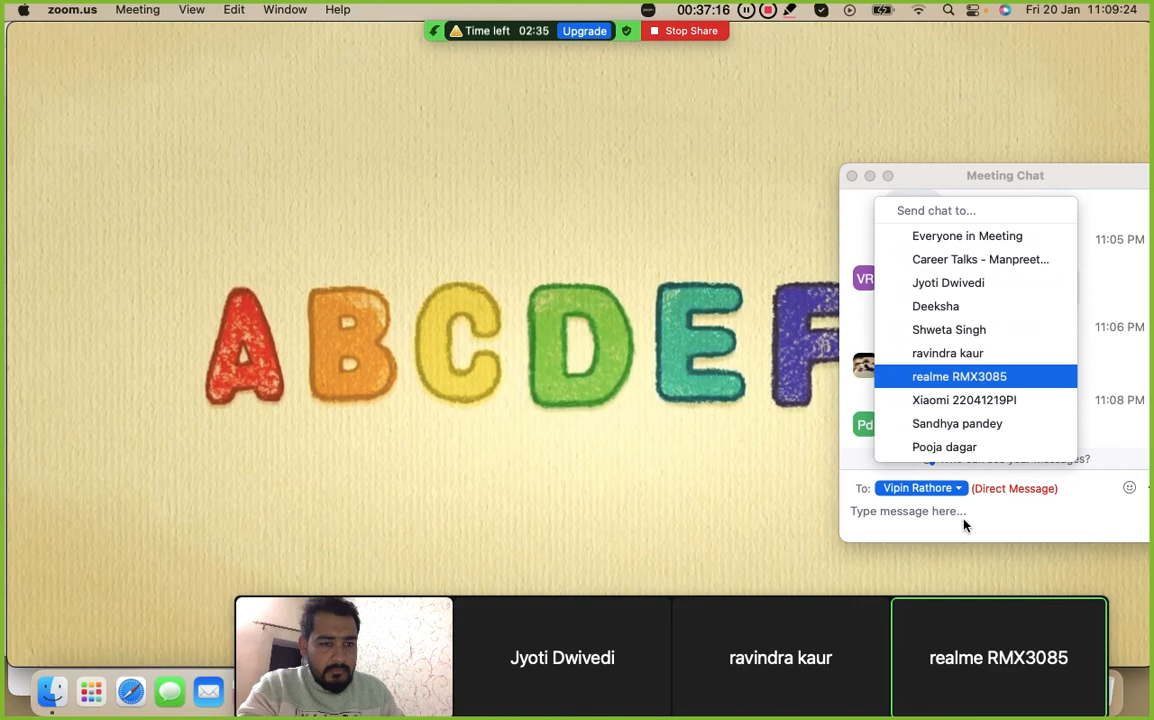 zoom.us Meeting View Edit Window Help 00:37:16 Fri 20 Jan 11:09:24
Time left 02:35 Upgrade Stop Share
Meeting Chat
Send chat to...
Everyone in Meeting
11:05 PM
Career Talks - Manpreet...
VR
Jyoti Dwivedi
Deeksha
Shweta Singh
11:06 PM
ravindra kaur
realme RMX3085
Xiaomi 22041219PI
11:08 PM
Sandhya pandey
Pd
Pooja dagar
ABCDEF
To: Vipin Rathore (Direct Message)
Type message here...
Jyoti Dwivedi
ravindra kaur
realme RMX3085